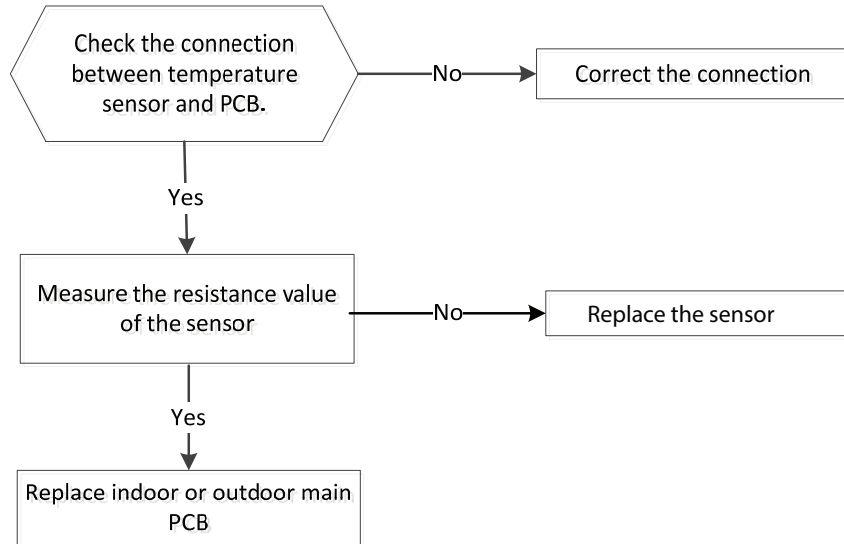 Check the connection
between temperature
sensor and PCB.
No
Correct the connection
Yes
Measure the resistance value
of the sensor
No
Replace the sensor
Yes
Replace indoor or outdoor main
PCB